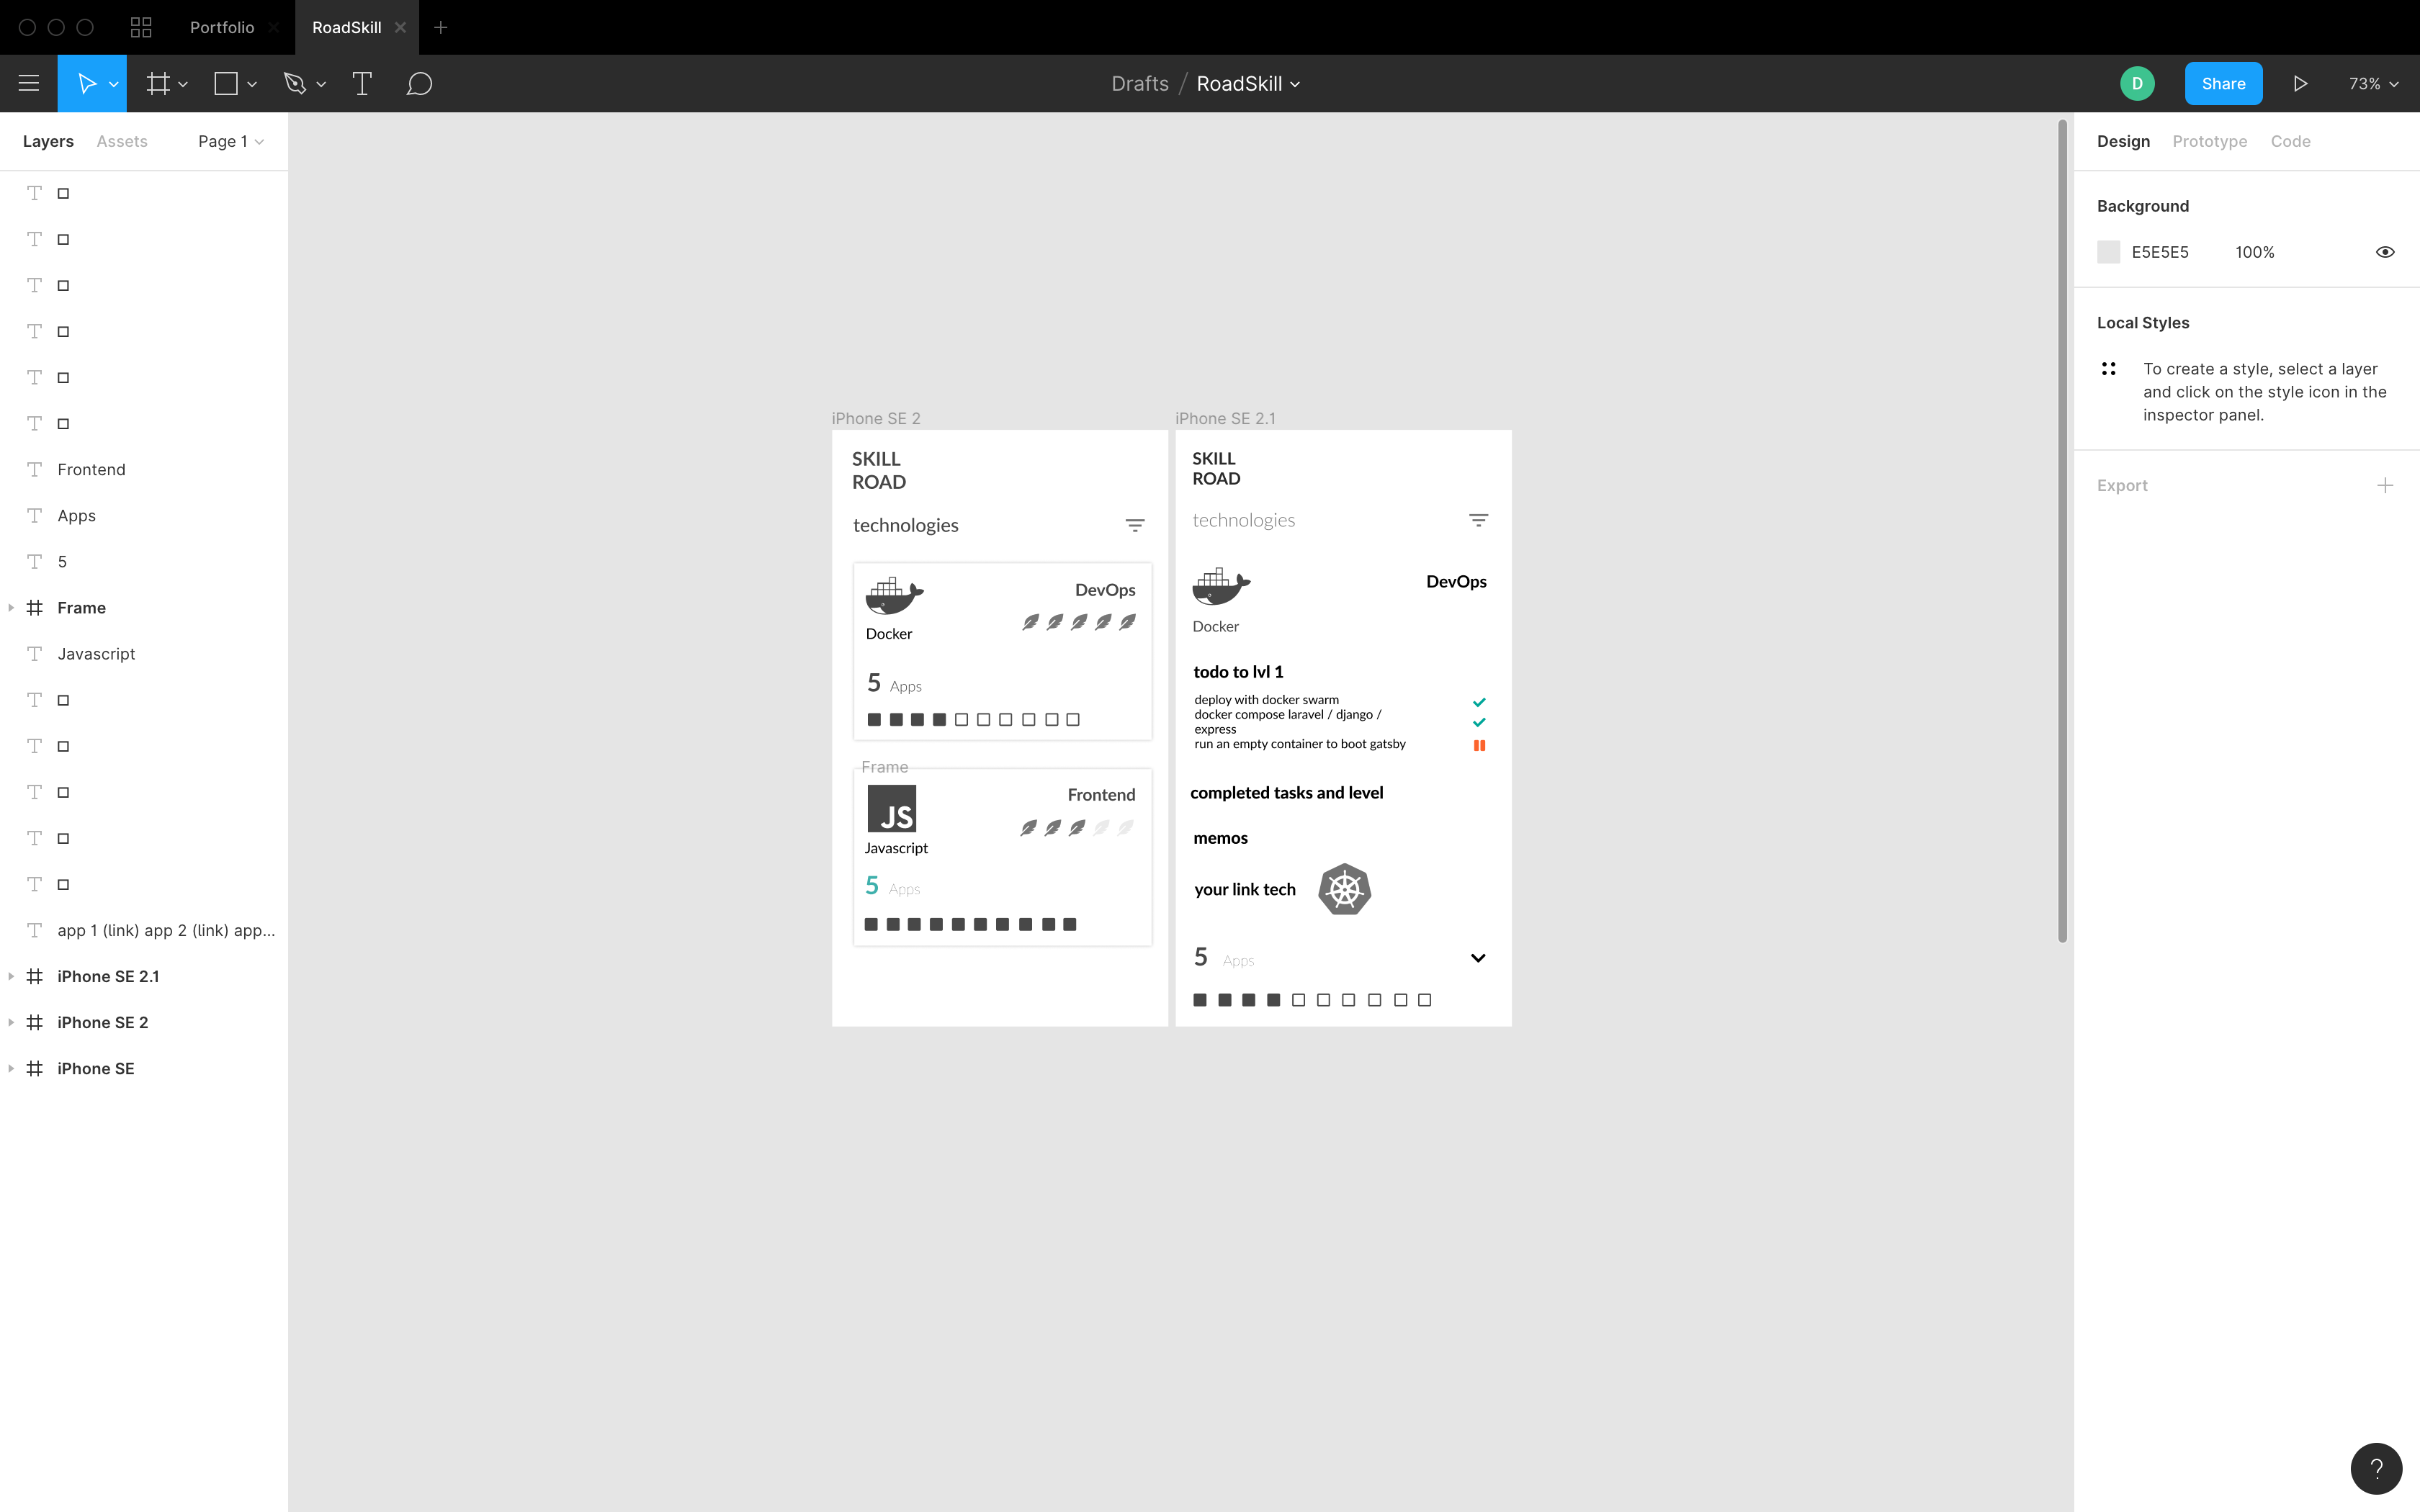 Portfolio
RoadSkill
Drafts / RoadSkill
D
Share
73%
Layers
Assets
Page 1
Frontend
Apps
5
Frame
Javascript
app 1 (link) app 2 (link) app...
iPhone SE 2.1
iPhone SE 2
iPhone SE
iPhone SE 2
SKILL
ROAD
technologies
DevOps
Docker
5 Apps
Frame
JS
Frontend
Javascript
5 Apps
iPhone SE 2.1
SKILL
ROAD
technologies
DevOps
Docker
todo to lvl 1
deploy with docker swarm
docker compose laravel / django /
express
run an empty container to boot gatsby
completed tasks and level
memos
your link tech
5 Apps
Design
Prototype
Code
Background
E5E5E5
100%
Local Styles
To create a style, select a layer
and click on the style icon in the
inspector panel.
Export
?